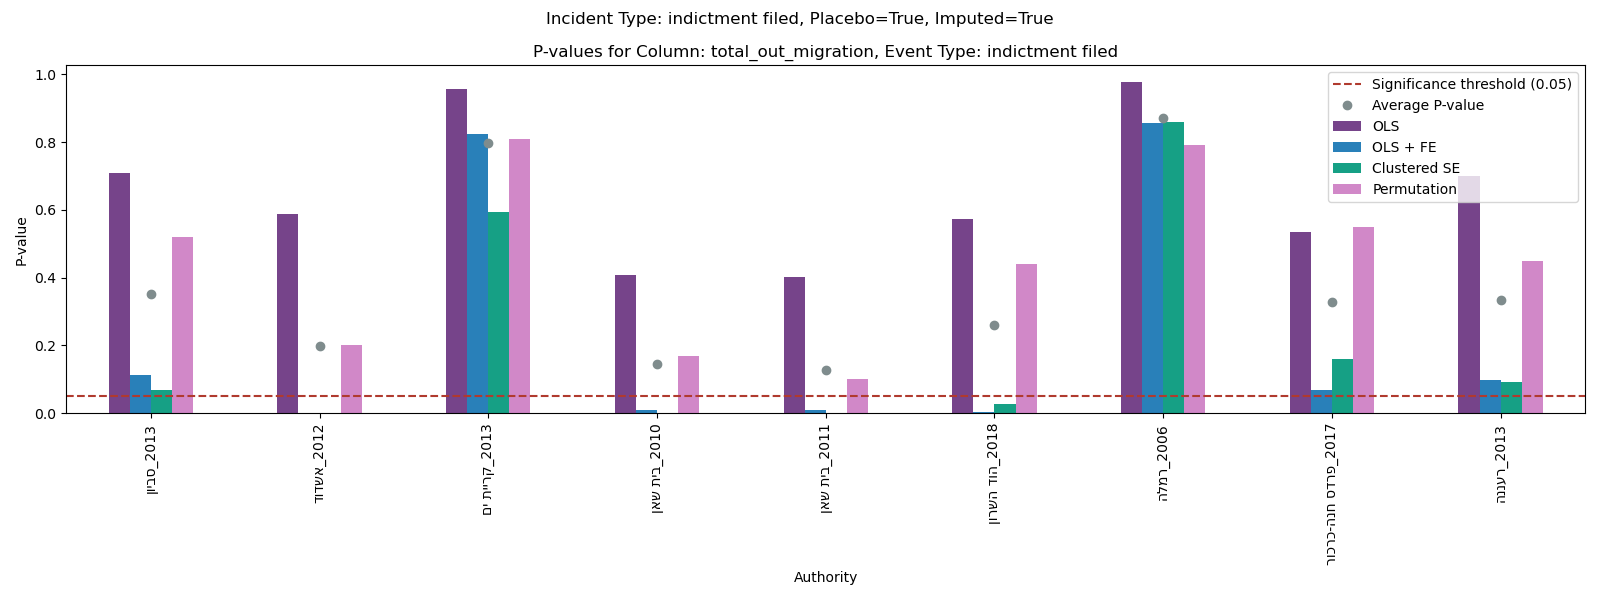 Incident Type: indictment filed, Placebo=True, Imputed=True
P-values for Column: total_out_migration, Event Type: indictment filed
P-value
1.0
0.8
0.6
0.4
0.2
0.0
Significance threshold (0.05)
Average P-value
OLS
OLS + FE
Clustered SE
Permutation
סביון_2013
אשדוד_2012
קריית ים_2013
בית שאן_2010
בית שאן_2011
הוד השרון_2018
רמלה_2006
פרדס חנה-כרכור_2017
רעננה_2013
Authority